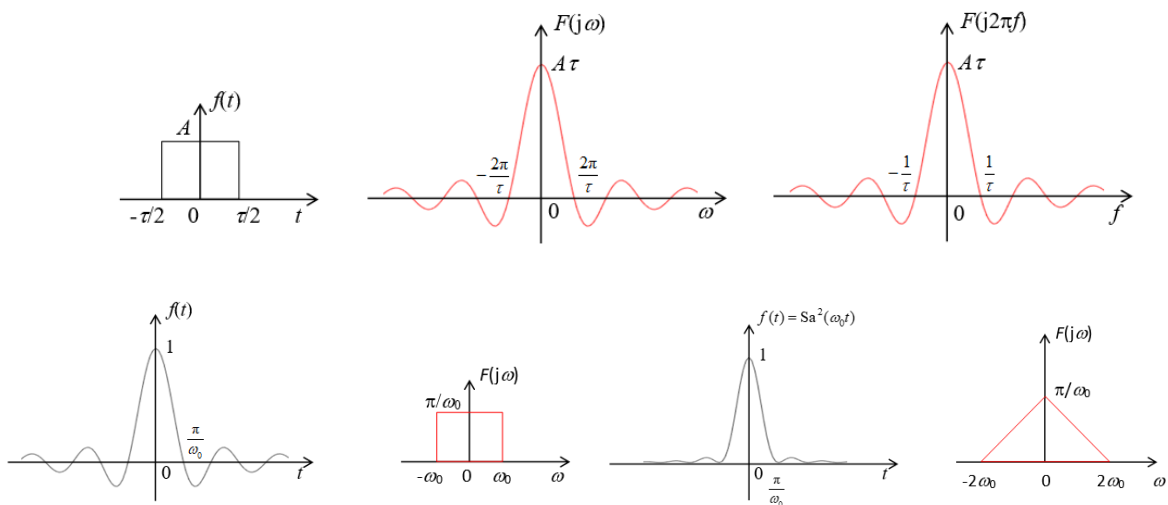 f(t)
A
-τ/2 0 τ/2 t
F(jω)
Aτ
-2π/τ 2π/τ
0 ω
F(j2πf)
Aτ
-1/τ 1/τ
0 f
f(t)
1
π/ω₀
0 t
F(jω)
π/ω₀
-ω₀ 0 ω₀ ω
f(t) = Sa²(ω₀t)
1
0 t
π/ω₀
F(jω)
π/ω₀
-2ω₀ 0 2ω₀ ω